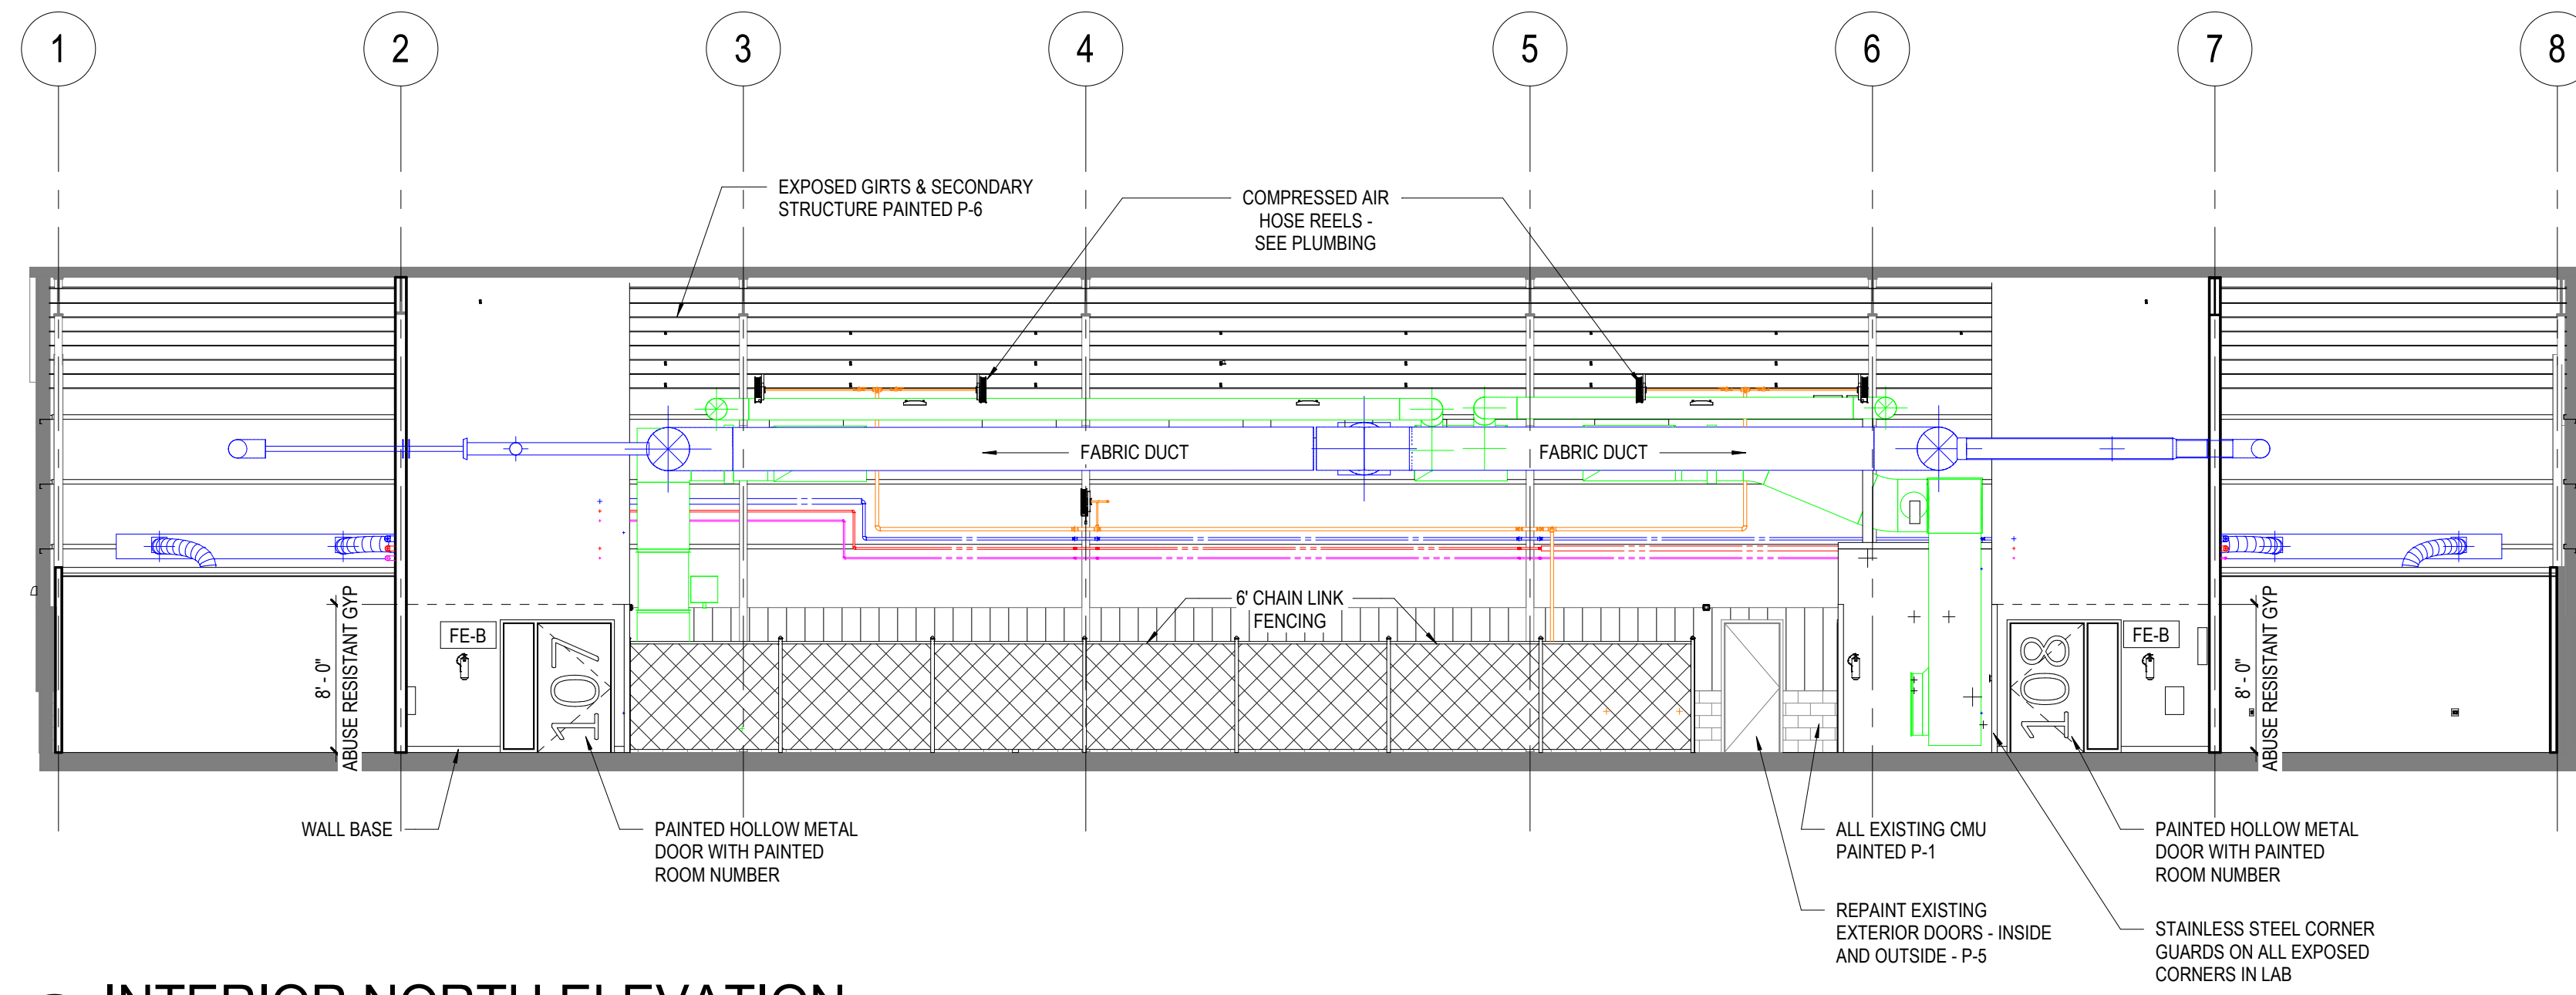 1
2
3
4
5
6
7
8
EXPOSED GIRTS & SECONDARY
STRUCTURE PAINTED P-6
COMPRESSED AIR
HOSE REELS -
SEE PLUMBING
FABRIC DUCT
FABRIC DUCT
6' CHAIN LINK
FENCING
8' - 0"
ABUSE RESISTANT GYP
FE-B
107
108
FE-B
8' - 0"
ABUSE RESISTANT GYP
WALL BASE
PAINTED HOLLOW METAL
DOOR WITH PAINTED
ROOM NUMBER
ALL EXISTING CMU
PAINTED P-1
REPAINT EXISTING
EXTERIOR DOORS - INSIDE
AND OUTSIDE - P-5
PAINTED HOLLOW METAL
DOOR WITH PAINTED
ROOM NUMBER
STAINLESS STEEL CORNER
GUARDS ON ALL EXPOSED
CORNERS IN LAB
INTERIOR NORTH ELEVATION